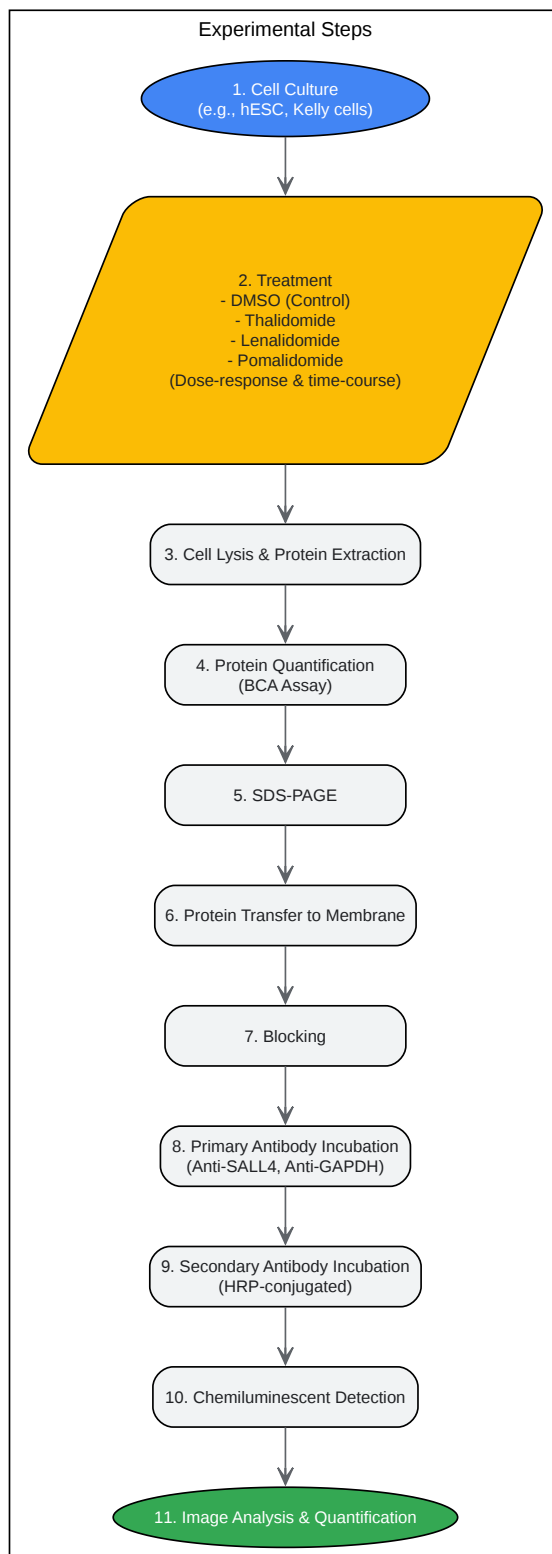 Experimental Steps
1. Cell Culture
(e.g., hESC, Kelly cells)
2. Treatment
- DMSO (Control)
- Thalidomide
- Lenalidomide
- Pomalidomide
(Dose-response & time-course)
3. Cell Lysis & Protein Extraction
4. Protein Quantification
(BCA Assay)
5. SDS-PAGE
6. Protein Transfer to Membrane
7. Blocking
8. Primary Antibody Incubation
(Anti-SALL4, Anti-GAPDH)
9. Secondary Antibody Incubation
(HRP-conjugated)
10. Chemiluminescent Detection
11. Image Analysis & Quantification